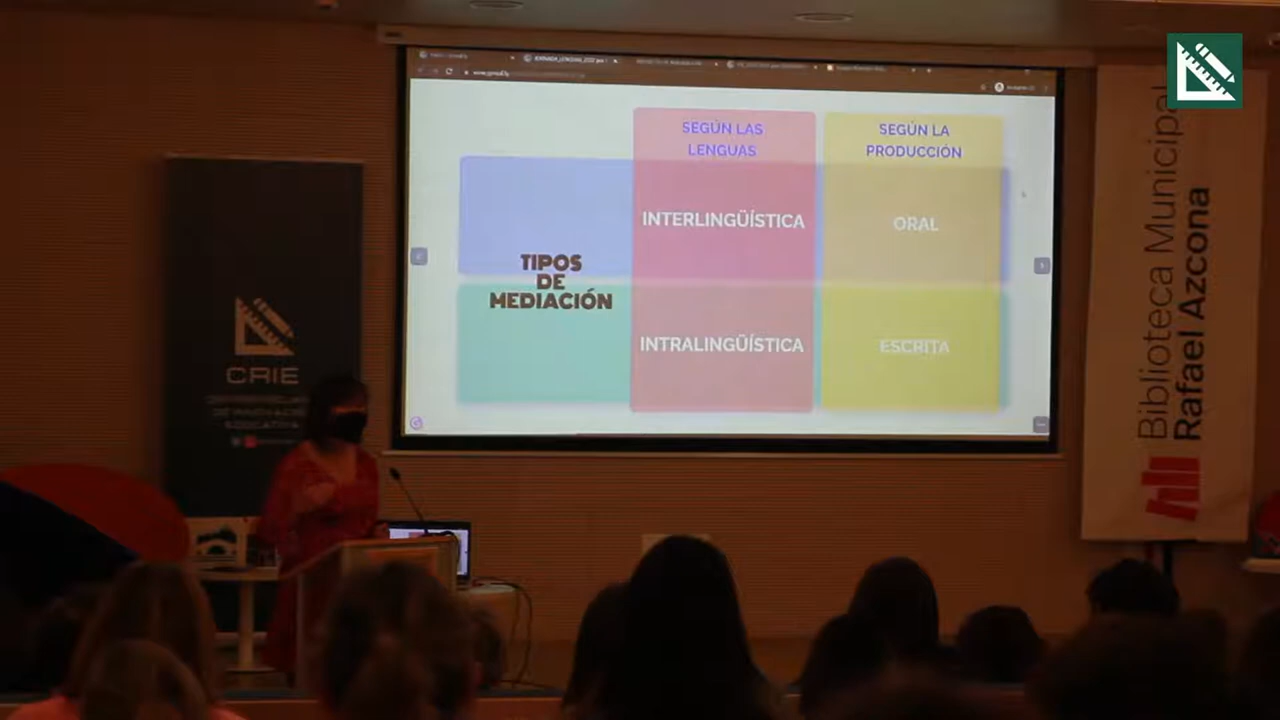 SEGÚN LAS
LENGUAS
SEGÚN LA
PRODUCCIÓN
INTERLINGÜÍSTICA
ORAL
TIPOS
DE
MEDIACIÓN
INTRALINGÜÍSTICA
ESCRITA
CRIE
Biblioteca Municipal
Rafael Azcona